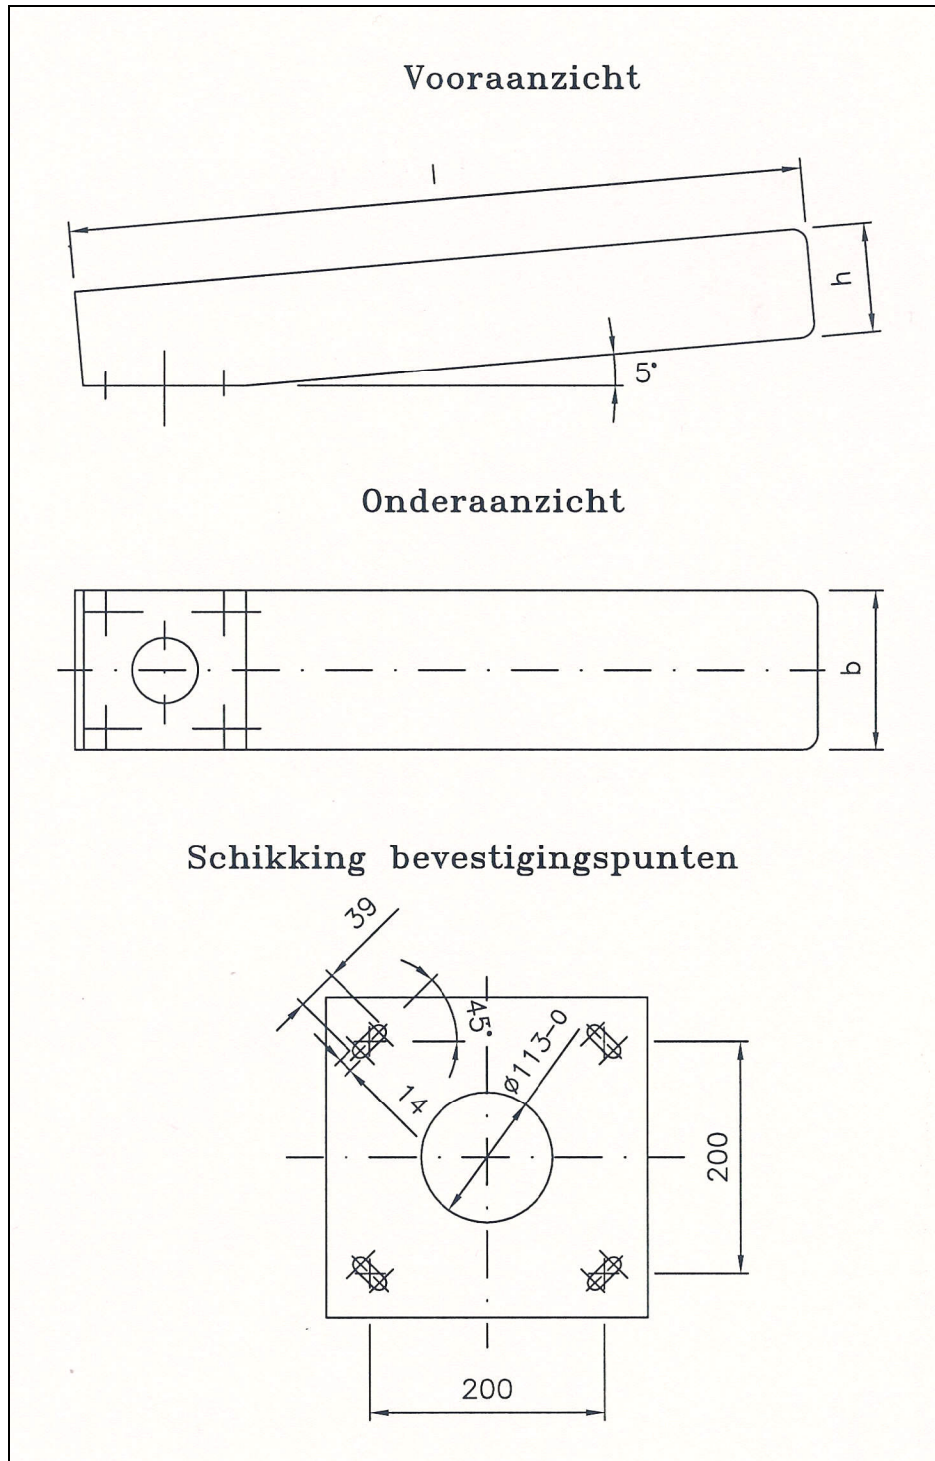 Vooraanzicht
l
h
5°
Onderaanzicht
b
Schikking bevestigingspunten
39
45°
ø113-0
14
200
200